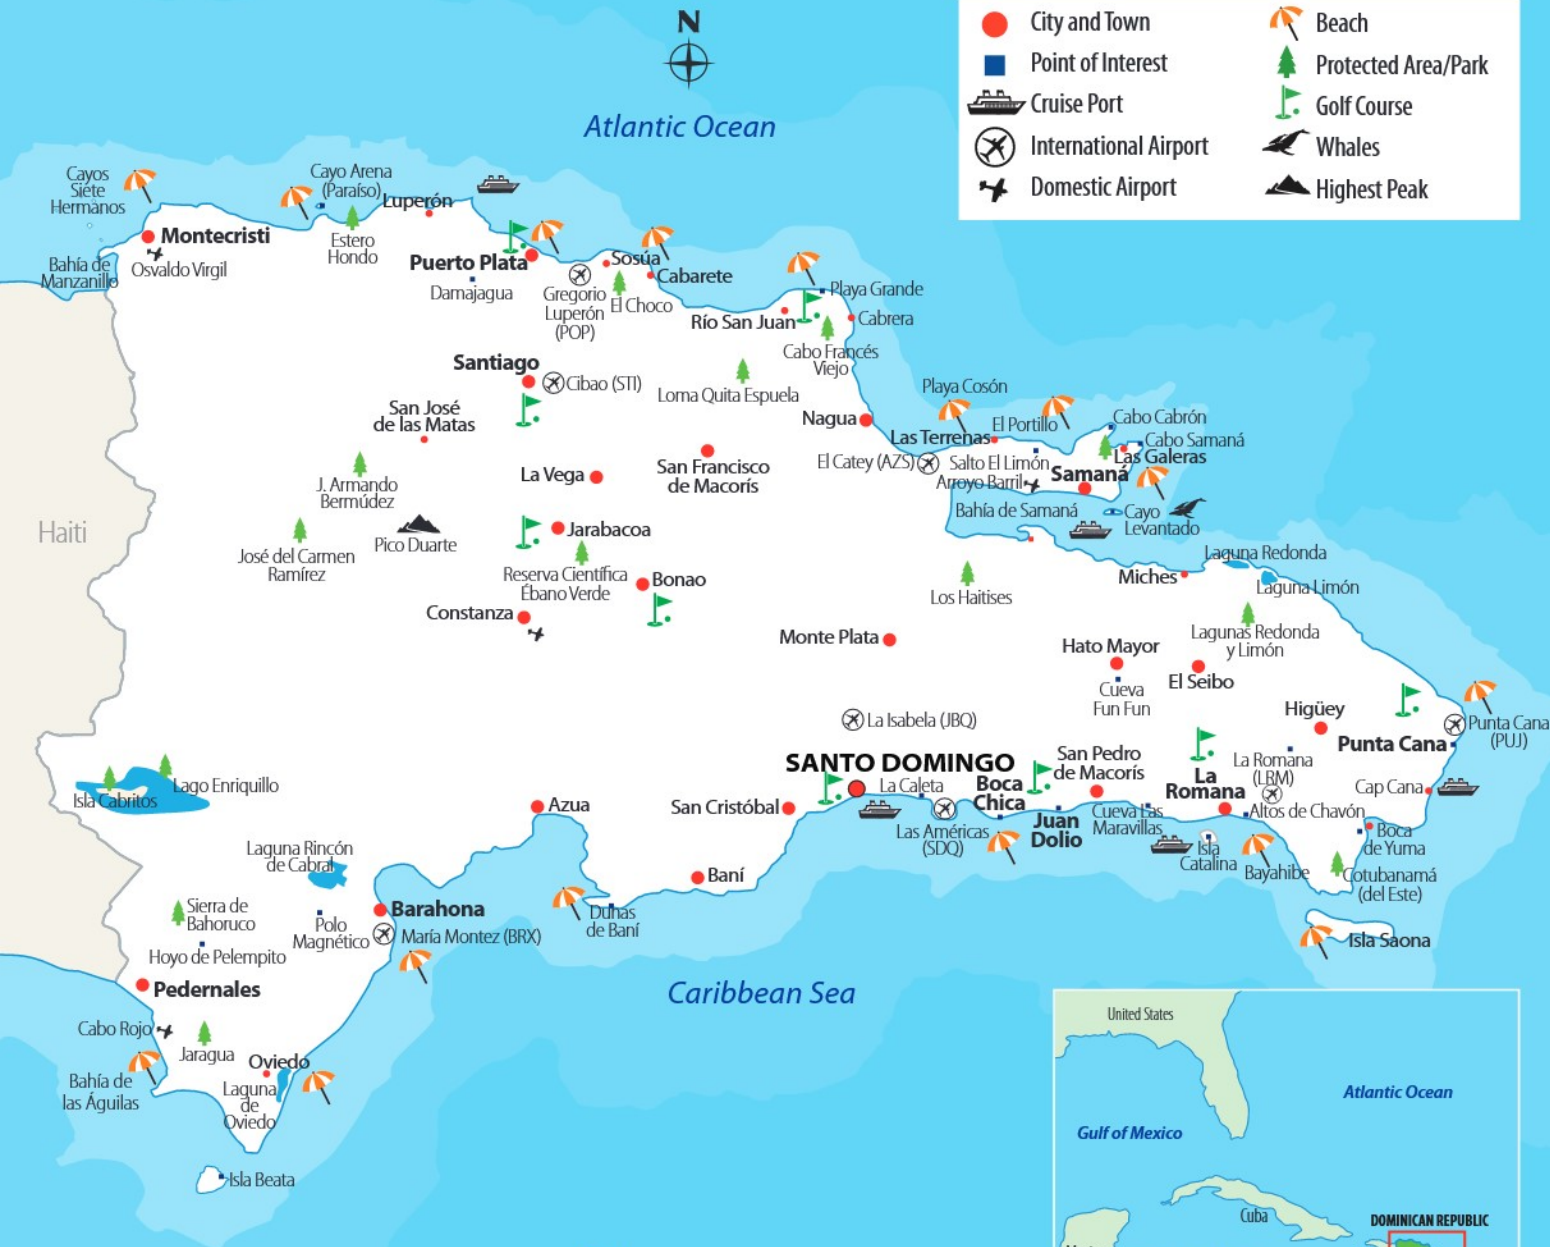 N
Atlantic Ocean
City and Town
Point of Interest
Cruise Port
International Airport
Domestic Airport
Beach
Protected Area/Park
Golf Course
Whales
Highest Peak
Cayos
Siete
Hermanos
Cayo Arena
(Paraíso)
Luperón
Montecristi
Osvaldo Virgil
Bahía de
Manzanillo
Estero
Hondo
Puerto Plata
Damajagua
Sosúa
Cabarete
Gregorio
Luperón
(POP)
El Choco
Playa Grande
Río San Juan
Cabrera
Cabo Francés
Viejo
Santiago
Cibao (STI)
Loma Quita Espuela
San José
de las Matas
Nagua
Playa Cosón
El Portillo
Cabo Cabrón
Cabo Samaná
Las Terrenas
Las Galeras
El Catey (AZS)
Salto El Limón
Arroyo Barril
Samaná
Bahía de Samaná
Cayo
Levantado
La Vega
San Francisco
de Macorís
J. Armando
Bermúdez
Haiti
José del Carmen
Ramírez
Pico Duarte
Jarabacoa
Reserva Científica
Ébano Verde
Bonao
Constanza
Los Haitises
Miches
Laguna Redonda
Laguna Limón
Lagunas Redonda
y Limón
Monte Plata
Hato Mayor
Cueva
Fun Fun
El Seibo
Higüey
La Isabela (JBQ)
Punta Cana
Punta Cana
(PUJ)
SANTO DOMINGO
La Caleta
Boca
Chica
San Pedro
de Macorís
La
Romana
La Romana
(LRM)
Cap Cana
Lago Enriquillo
Isla Cabritos
Azua
San Cristóbal
Las Américas
(SDQ)
Juan
Dolio
Cueva Las
Maravillas
Altos de Chavón
Isla
Catalina
Bayahibe
Boca
de Yuma
Cotubanamá
(del Este)
Laguna Rincón
de Cabral
Baní
Sierra de
Bahoruco
Polo
Magnético
Barahona
María Montez (BRX)
Dunas
de Baní
Hoyo de Pelempito
Isla Saona
Pedernales
Caribbean Sea
Cabo Rojo
Jaragua
Oviedo
Bahía de
las Águilas
Laguna
de
Oviedo
Isla Beata
United States
Atlantic Ocean
Gulf of Mexico
Cuba
DOMINICAN REPUBLIC